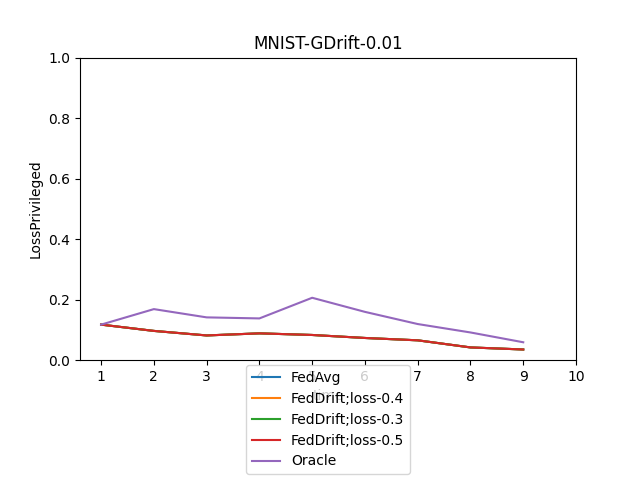 MNIST-GDrift-0.01
1.0
0.8
0.6
0.4
0.2
0.0
LossPrivileged
1 2 3 4 5 6 7 8 9 10
FedAvg
FedDrift;loss-0.4
FedDrift;loss-0.3
FedDrift;loss-0.5
Oracle